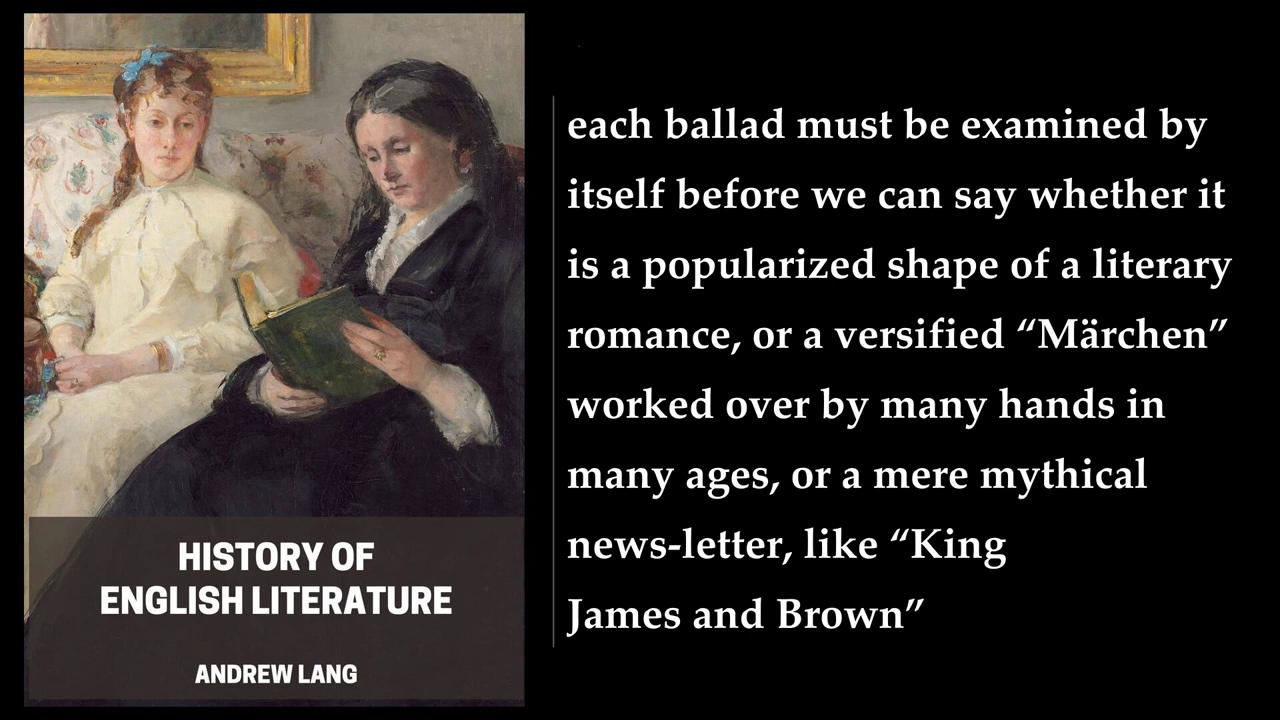 HISTORY OF
ENGLISH LITERATURE
ANDREW LANG
each ballad must be examined by
itself before we can say whether it
is a popularized shape of a literary
romance, or a versified “Märchen”
worked over by many hands in
many ages, or a mere mythical
news-letter, like “King
James and Brown”